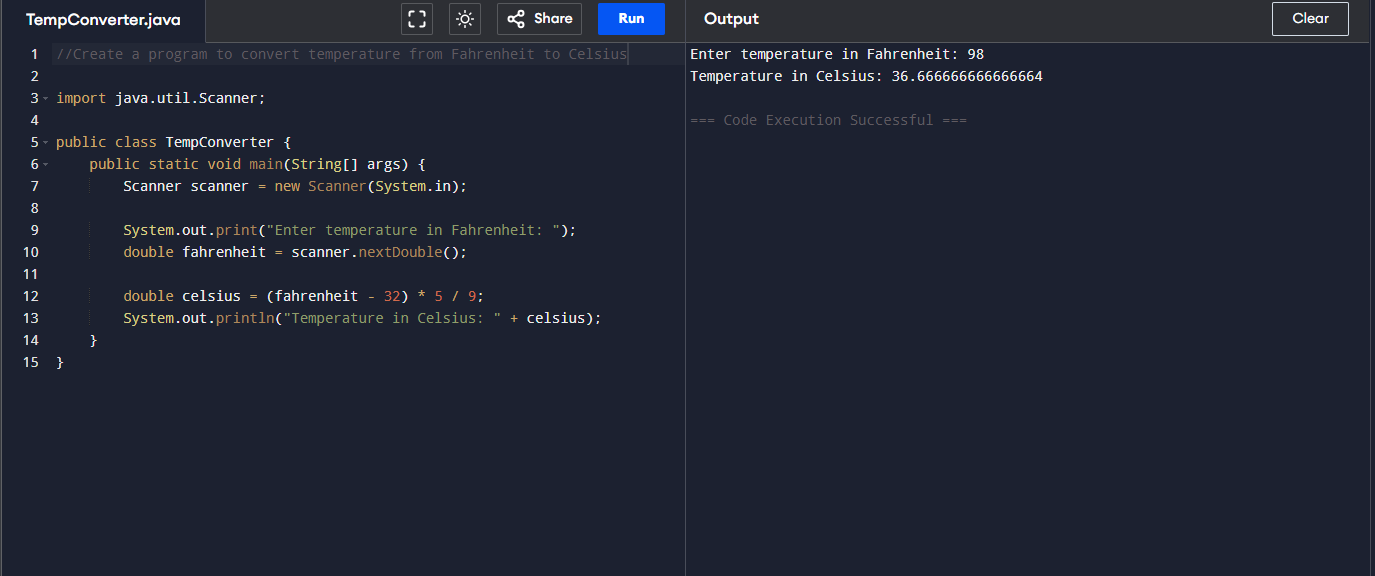 TempConverter.java
Share
Run
Output
Clear
1 //Create a program to convert temperature from Fahrenheit to Celsius
2
3 import java.util.Scanner;
4
5 public class TempConverter {
6     public static void main(String[] args) {
7         Scanner scanner = new Scanner(System.in);
8
9         System.out.print("Enter temperature in Fahrenheit: ");
10         double fahrenheit = scanner.nextDouble();
11
12         double celsius = (fahrenheit - 32) * 5 / 9;
13         System.out.println("Temperature in Celsius: " + celsius);
14     }
15 }
Enter temperature in Fahrenheit: 98
Temperature in Celsius: 36.666666666666664
=== Code Execution Successful ===